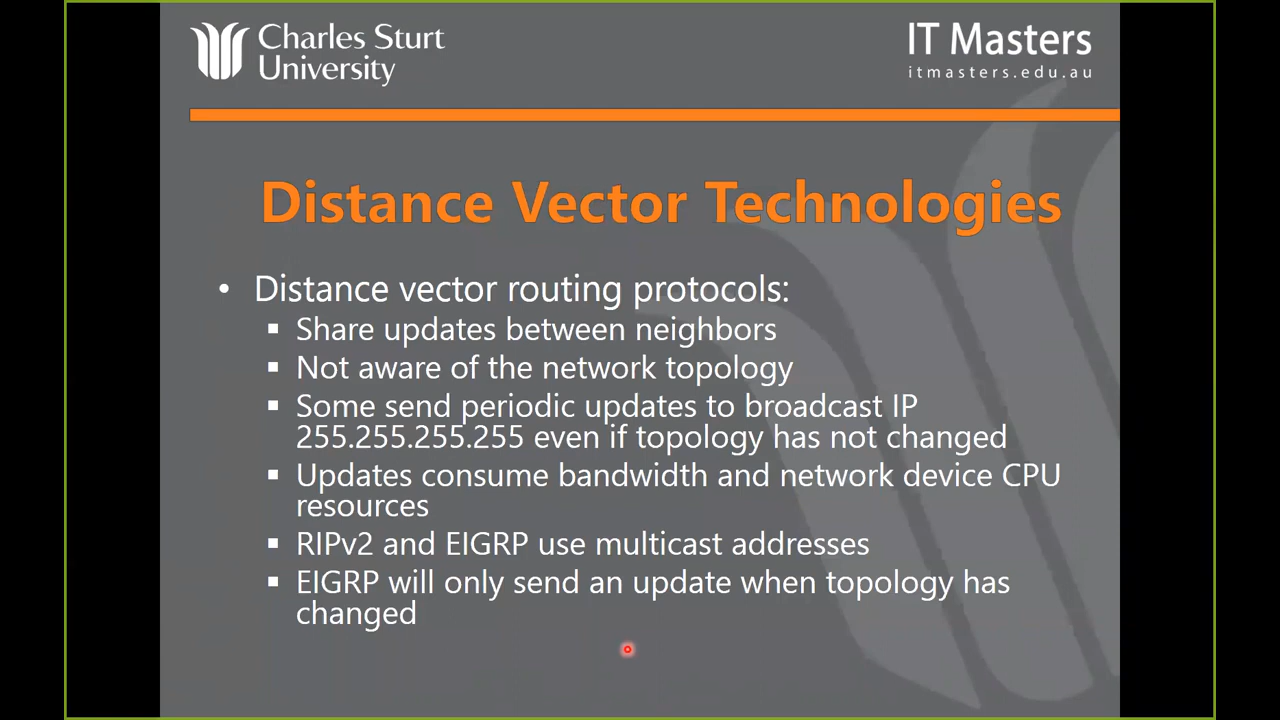 Charles Sturt
University
IT Masters
itmasters.edu.au
Distance Vector Technologies
• Distance vector routing protocols:
▪ Share updates between neighbors
▪ Not aware of the network topology
▪ Some send periodic updates to broadcast IP
255.255.255.255 even if topology has not changed
▪ Updates consume bandwidth and network device CPU
resources
▪ RIPv2 and EIGRP use multicast addresses
▪ EIGRP will only send an update when topology has
changed